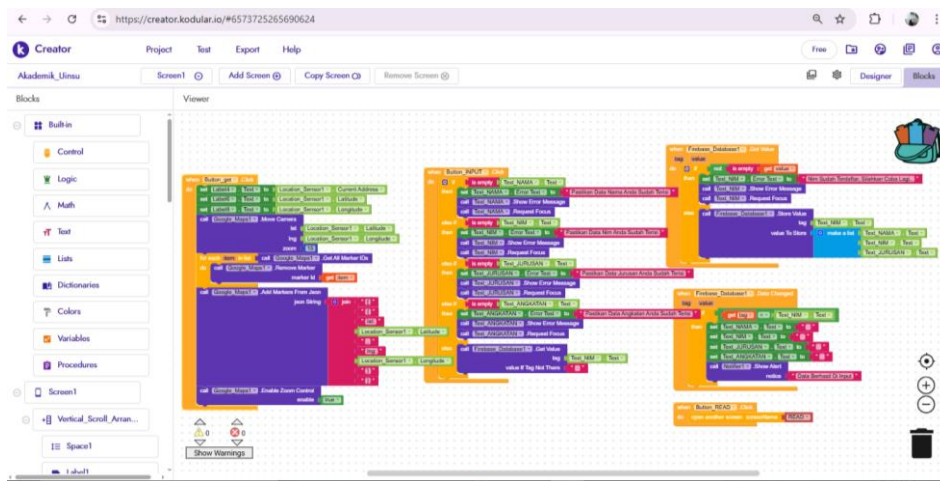 https://creator.kodular.io/#6573725265690624
Creator
Project
Test
Export
Help
Free
Akademik_Uinsu
Screen1
Add Screen
Copy Screen
Remove Screen
Designer
Blocks
Blocks
Viewer
Built-in
Control
Logic
Math
Text
Lists
Dictionaries
Colors
Variables
Procedures
Screen1
Vertical_Scroll_Arran...
Space1
Label1
when Button_get .Click
do set Label4 . Text to Location_Sensor1 . Current Address
Text to Location_Sensor1 . Latitude
Text to Location_Sensor1 . Longitude
call Google_Maps1 .Move Camera
lat Location_Sensor1 . Latitude
lng Location_Sensor1 . Longitude
zoom
for each item in list call Google_Maps1 .Get All Marker IDs
do call Google_Maps1 .Remove Marker
marker Id get item
call Google_Maps1 .Add Markers From Json
json String join
lat
Location_Sensor1 . Latitude
lng
Location_Sensor1 . Longitude
call Google_Maps1 .Enable Zoom Control
enable true
when Button_INPUT .Click
do if is empty Text_NAMA . Text
then set Text_NAMA . Error Text to " Pastikan Data Nama Anda Sudah Terisi "
call Text_NAMA .Show Error Message
call Text_NAMA .Request Focus
else if is empty Text_NIM . Text
then set Text_NIM . Error Text to " Pastikan Data Nim Anda Sudah Terisi "
call Text_NIM .Show Error Message
call Text_NIM .Request Focus
else if is empty Text_JURUSAN . Text
then set Text_JURUSAN . Error Text to " Pastikan Data Jurusan Anda Sudah Terisi "
call Text_JURUSAN .Show Error Message
call Text_JURUSAN .Request Focus
else if is empty Text_ANGKATAN . Text
then set Text_ANGKATAN . Error Text to " Pastikan Data Angkatan Anda Sudah Terisi "
call Text_ANGKATAN .Show Error Message
call Text_ANGKATAN .Request Focus
else call Firebase_Database1 .Get Value
tag Text_NIM . Text
value If Tag Not There
when Firebase_Database1 .Got Value
tag value
do if not is empty get value
then set Text_NIM . Error Text to " Nim Sudah Terdaftar, Silahkan Coba Lagi "
call Text_NIM .Show Error Message
call Text_NIM .Request Focus
else call Firebase_Database1 .Store Value
tag Text_NIM . Text
value To Store make a list Text_NAMA . Text
Text_NIM . Text
Text_JURUSAN . Text
when Firebase_Database1 .Data Changed
tag value
do if get tag = Text_NIM . Text
then set Text_NAMA . Text to
set Text_NIM . Text to
set Text_JURUSAN . Text to
set Text_ANGKATAN . Text to
call Notifier1 .Show Alert
notice " Data Berhasil Di Input "
when Button_READ .Click
do open another screen screenName READ
0
0
Show Warnings